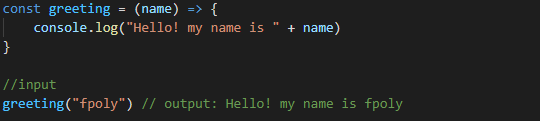 const greeting = (name) => {
    console.log("Hello! my name is " + name)
}

//input
greeting("fpoly") // output: Hello! my name is fpoly